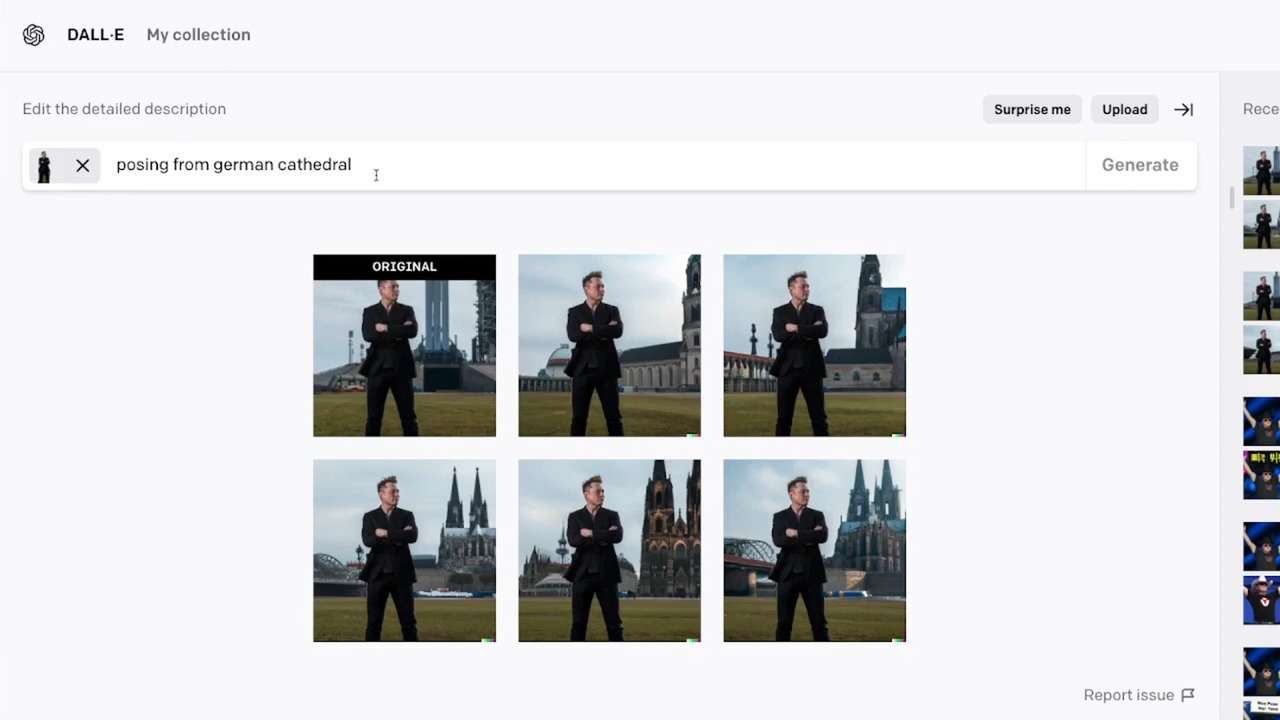 DALL·E My collection
Edit the detailed description
Surprise me Upload
Rece
posing from german cathedral
Generate
ORIGINAL
Report issue